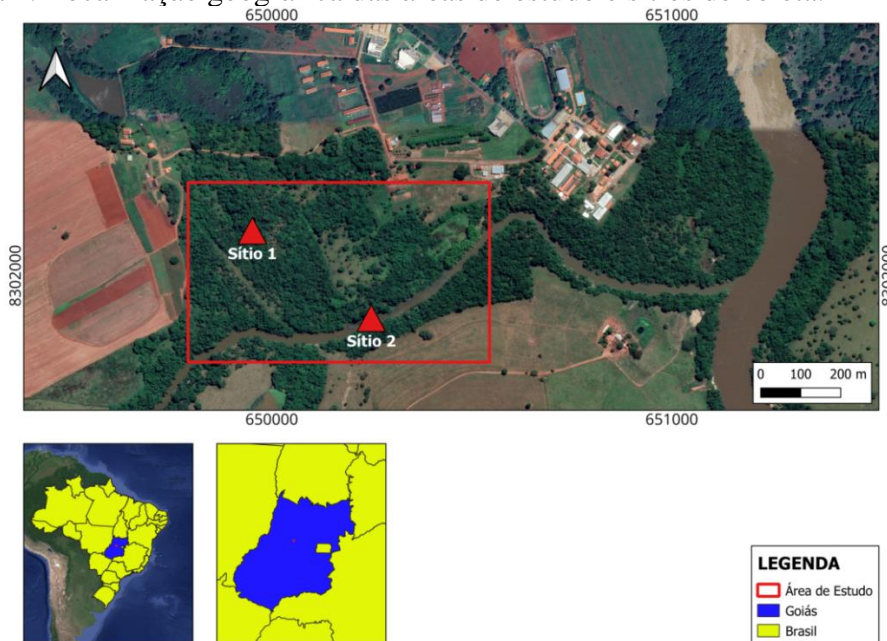 650000
651000
8302000
8302000
Sítio 1
Sítio 2
0 100 200 m
650000
651000
LEGENDA
Área de Estudo
Goiás
Brasil